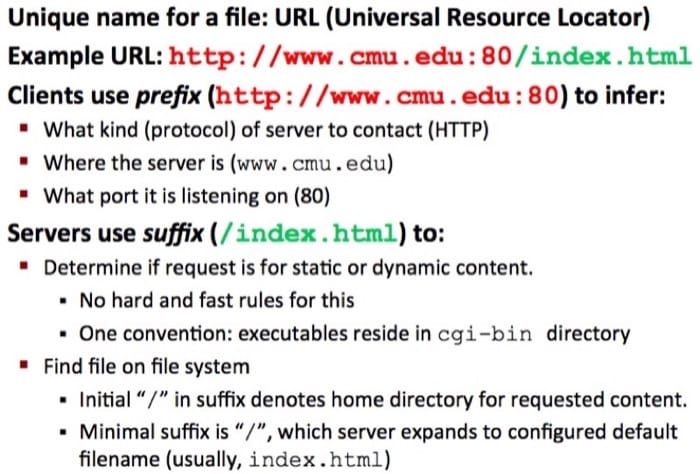 Unique name for a file: URL (Universal Resource Locator)
Example URL: http://www.cmu.edu:80/index.html
Clients use prefix (http://www.cmu.edu:80) to infer:
▪ What kind (protocol) of server to contact (HTTP)
▪ Where the server is (www.cmu.edu)
▪ What port it is listening on (80)
Servers use suffix (/index.html) to:
▪ Determine if request is for static or dynamic content.
▪ No hard and fast rules for this
▪ One convention: executables reside in cgi-bin directory
▪ Find file on file system
▪ Initial “/” in suffix denotes home directory for requested content.
▪ Minimal suffix is “/”, which server expands to configured default
filename (usually, index.html)